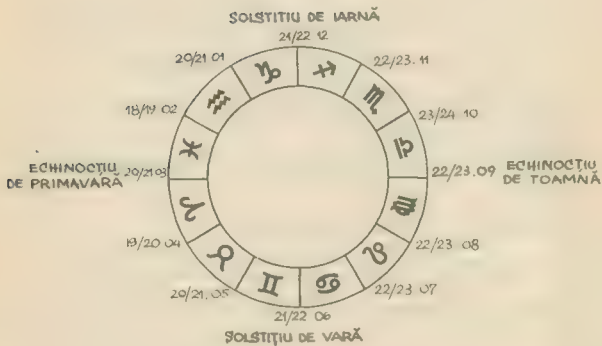 SOLSTITIU DE IARNĂ
21/22 12
20/21 01
22/23.11
18/19 02
23/24 10
ECHINOCȚIU
DE PRIMAVARĂ
20/21 03
22/23.09
ECHINOCȚIU
DE TOAMNĂ
19/20 04
22/23 08
20/21.05
22/23 07
21/22 06
SOLSTIȚIU DE VARĂ